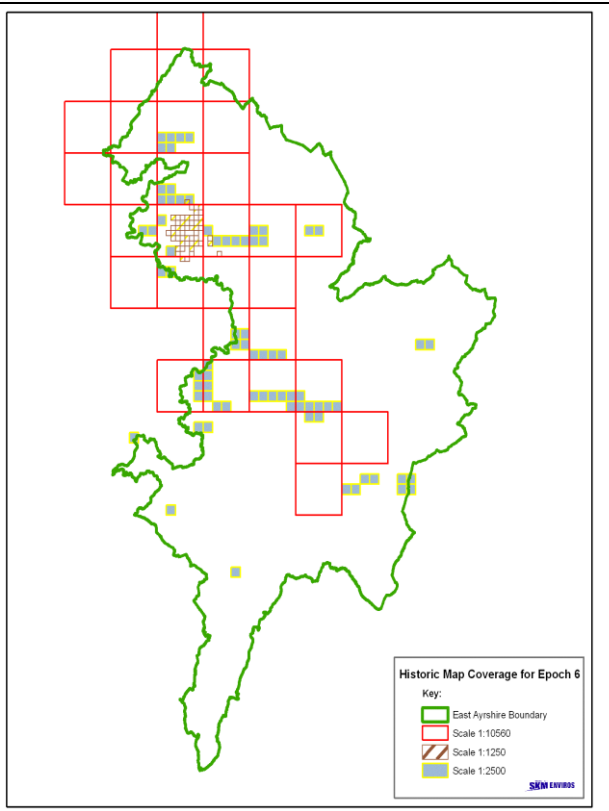 Historic Map Coverage for Epoch 6
Key:
East Ayrshire Boundary
Scale 1:10560
Scale 1:1250
Scale 1:2500
SKM ENVIROS